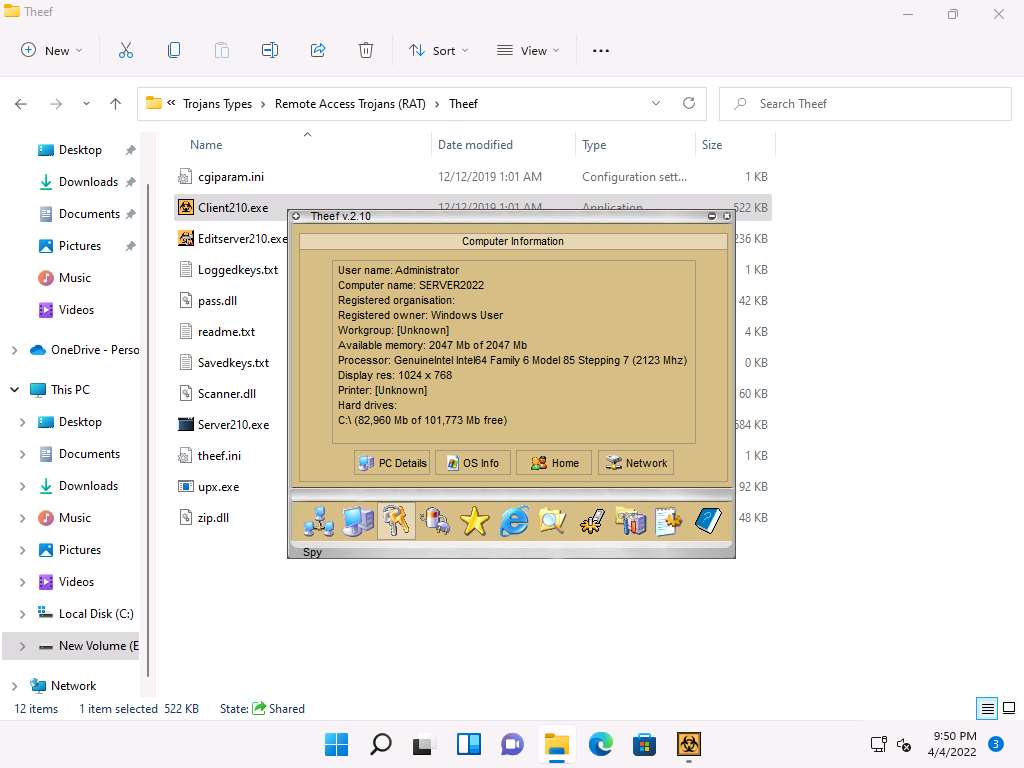 Theef
New
Sort
View
« Trojans Types > Remote Access Trojans (RAT) > Theef
Search Theef
Name Date modified Type Size
cgiparam.ini 12/12/2019 1:01 AM Configuration sett... 1 KB
Client210.exe 12/12/2019 1:01 AM Application 522 KB
Editserver210.exe 236 KB
Loggedkeys.txt 1 KB
pass.dll 42 KB
readme.txt 4 KB
Savedkeys.txt 0 KB
Scanner.dll 60 KB
Server210.exe 584 KB
theef.ini 1 KB
upx.exe 92 KB
zip.dll 48 KB
Desktop
Downloads
Documents
Pictures
Music
Videos
OneDrive - Perso
This PC
Desktop
Documents
Downloads
Music
Pictures
Videos
Local Disk (C:)
New Volume (E
Network
Theef v.2.10
Computer Information
User name: Administrator
Computer name: SERVER2022
Registered organisation:
Registered owner: Windows User
Workgroup: [Unknown]
Available memory: 2047 Mb of 2047 Mb
Processor: GenuineIntel Intel64 Family 6 Model 85 Stepping 7 (2123 Mhz)
Display res: 1024 x 768
Printer: [Unknown]
Hard drives:
C:\ (82,960 Mb of 101,773 Mb free)
PC Details OS Info Home Network
Spy
12 items 1 item selected 522 KB State: Shared
9:50 PM
4/4/2022
3